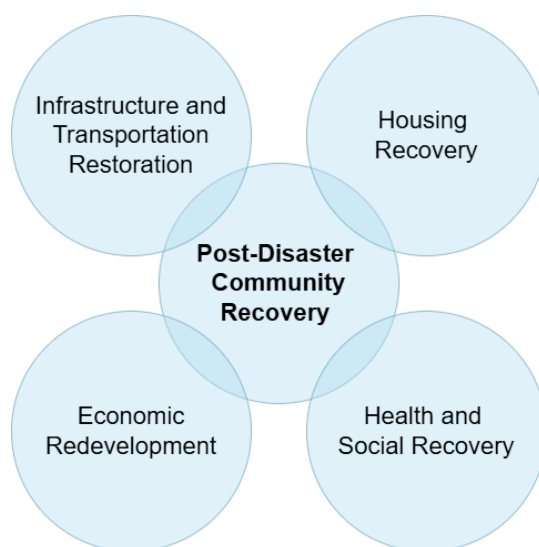 Infrastructure and
Transportation
Restoration
Housing
Recovery
Post-Disaster
Community
Recovery
Economic
Redevelopment
Health and
Social Recovery